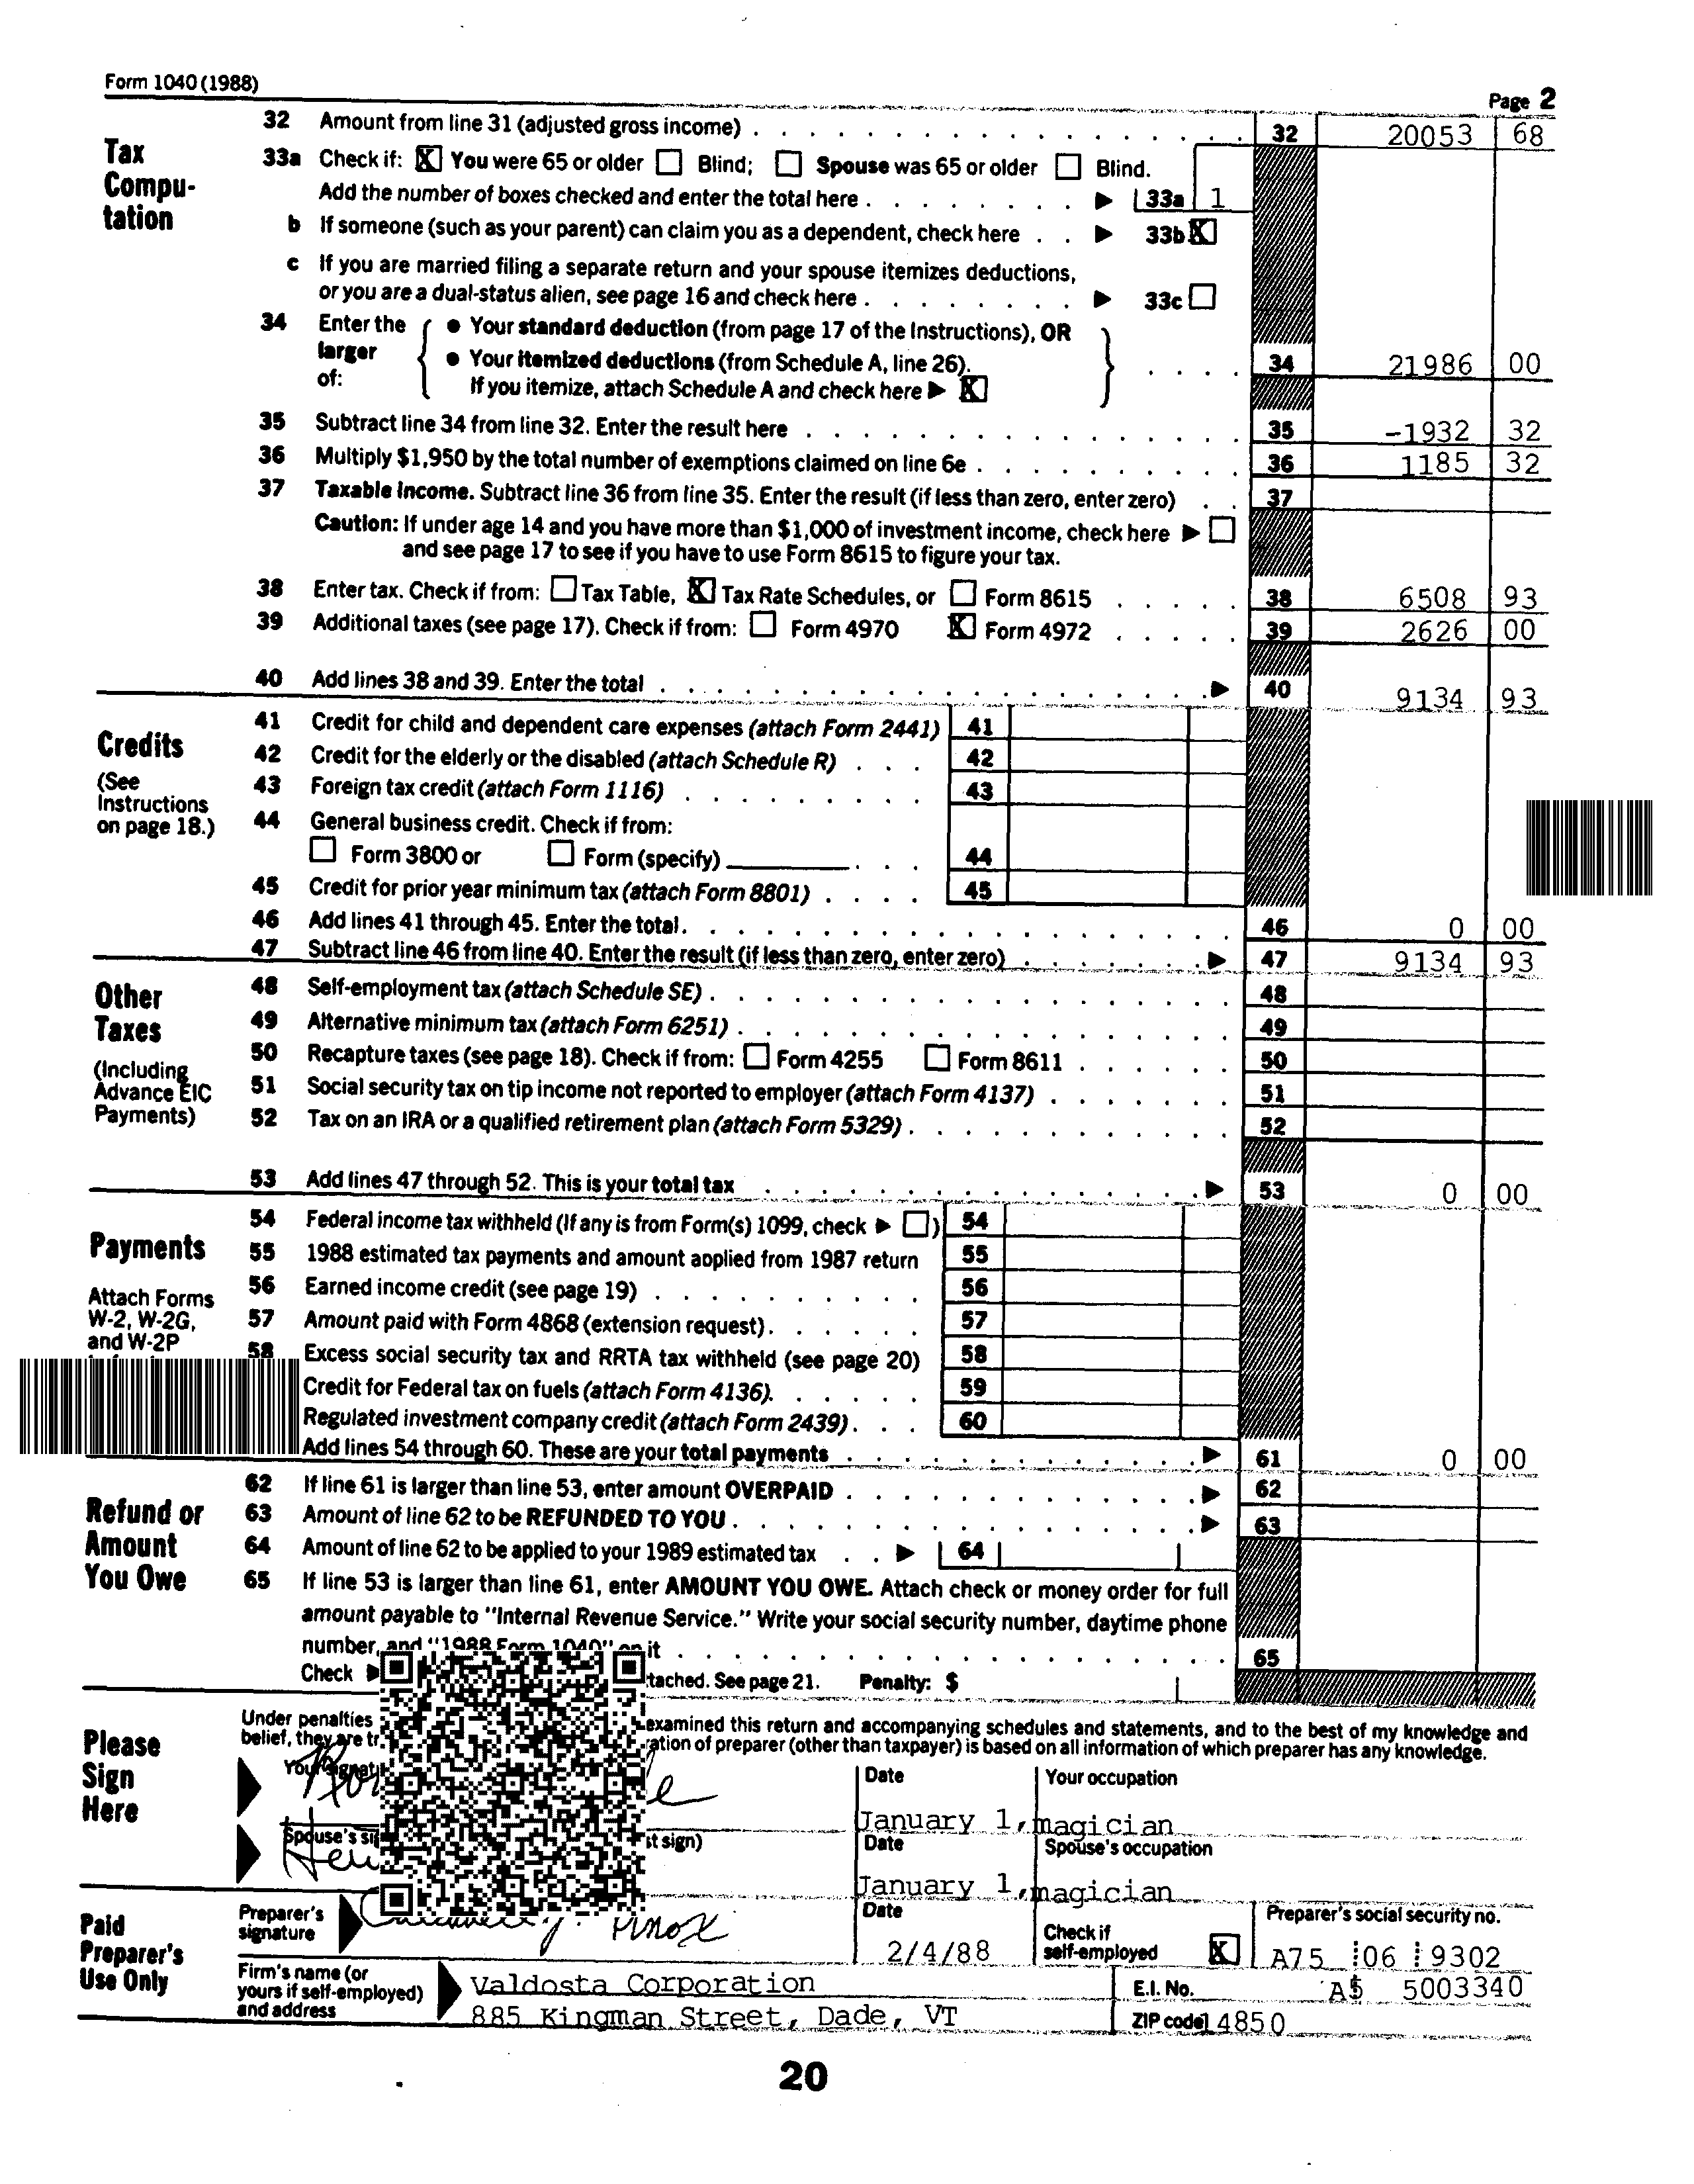 Form 1040 (1988)
Page 2
Tax Compu-tation
32 Amount from line 31 (adjusted gross income) . . . 32 20053 68
33a Check if: X You were 65 or older Blind; Spouse was 65 or older Blind.
Add the number of boxes checked and enter the total here . . . 33a 1
b If someone (such as your parent) can claim you as a dependent, check here . . 33b X
c If you are married filing a separate return and your spouse itemizes deductions,
or you are a dual-status alien, see page 16 and check here . . . 33c
34 Enter the larger of:
● Your standard deduction (from page 17 of the Instructions), OR
● Your itemized deductions (from Schedule A, line 26).
If you itemize, attach Schedule A and check here X . . . . 34 21986 00
35 Subtract line 34 from line 32. Enter the result here . . . 35 -1932 32
36 Multiply $1,950 by the total number of exemptions claimed on line 6e . . . 36 1185 32
37 Taxable income. Subtract line 36 from line 35. Enter the result (if less than zero, enter zero) . . 37
Caution: If under age 14 and you have more than $1,000 of investment income, check here
and see page 17 to see if you have to use Form 8615 to figure your tax.
38 Enter tax. Check if from: Tax Table, X Tax Rate Schedules, or Form 8615 . . . 38 6508 93
39 Additional taxes (see page 17). Check if from: Form 4970 X Form 4972 . . . 39 2626 00
40 Add lines 38 and 39. Enter the total . . . 40 9134 93
Credits
(See Instructions on page 18.)
41 Credit for child and dependent care expenses (attach Form 2441) 41
42 Credit for the elderly or the disabled (attach Schedule R) . . . 42
43 Foreign tax credit (attach Form 1116) . . . 43
44 General business credit. Check if from:
Form 3800 or Form (specify) . . . 44
45 Credit for prior year minimum tax (attach Form 8801) . . . . 45
46 Add lines 41 through 45. Enter the total. . . . 46 0 00
47 Subtract line 46 from line 40. Enter the result (if less than zero, enter zero) . . . 47 9134 93
Other Taxes
(Including Advance EIC Payments)
48 Self-employment tax (attach Schedule SE) . . . 48
49 Alternative minimum tax (attach Form 6251) . . . 49
50 Recapture taxes (see page 18). Check if from: Form 4255 Form 8611 . . . 50
51 Social security tax on tip income not reported to employer (attach Form 4137) . . . 51
52 Tax on an IRA or a qualified retirement plan (attach Form 5329) . . . 52
53 Add lines 47 through 52. This is your total tax . . . 53 0 00
Payments
Attach Forms W-2, W-2G, and W-2P
54 Federal income tax withheld (If any is from Form(s) 1099, check ) 54
55 1988 estimated tax payments and amount applied from 1987 return 55
56 Earned income credit (see page 19) . . . 56
57 Amount paid with Form 4868 (extension request). . . . 57
58 Excess social security tax and RRTA tax withheld (see page 20) 58
Credit for Federal tax on fuels (attach Form 4136). . . . 59
Regulated investment company credit (attach Form 2439) . . . 60
Add lines 54 through 60. These are your total payments . . . 61 0 00
Refund or Amount You Owe
62 If line 61 is larger than line 53, enter amount OVERPAID . . . 62
63 Amount of line 62 to be REFUNDED TO YOU . . . 63
64 Amount of line 62 to be applied to your 1989 estimated tax . . 64
65 If line 53 is larger than line 61, enter AMOUNT YOU OWE. Attach check or money order for full
amount payable to "Internal Revenue Service." Write your social security number, daytime phone
number, and "1988 Form 1040" on it . . . 65
Check tached. See page 21. Penalty: $
Please Sign Here
Under penalties examined this return and accompanying schedules and statements, and to the best of my knowledge and
belief, they are tr ration of preparer (other than taxpayer) is based on all information of which preparer has any knowledge.
Date Your occupation
January 1, magician
Spouse's st sign) Date Spouse's occupation
January 1, magician
Paid Preparer's Use Only
Preparer's signature Knox Date 2/4/88 Check if self-employed X Preparer's social security no. A75 06 9302
Firm's name (or yours if self-employed) and address
Valdosta Corporation E.I. No. A$ 5003340
885 Kingman Street, Dade, VT ZIP code 14850
20